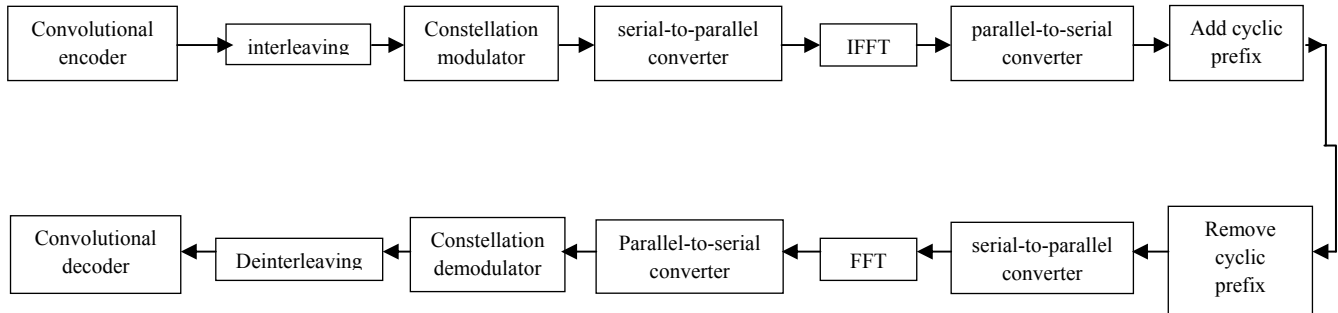 Convolutional
encoder
interleaving
Constellation
modulator
serial-to-parallel
converter
IFFT
parallel-to-serial
converter
Add cyclic
prefix
Convolutional
decoder
Deinterleaving
Constellation
demodulator
Parallel-to-serial
converter
FFT
serial-to-parallel
converter
Remove
cyclic
prefix